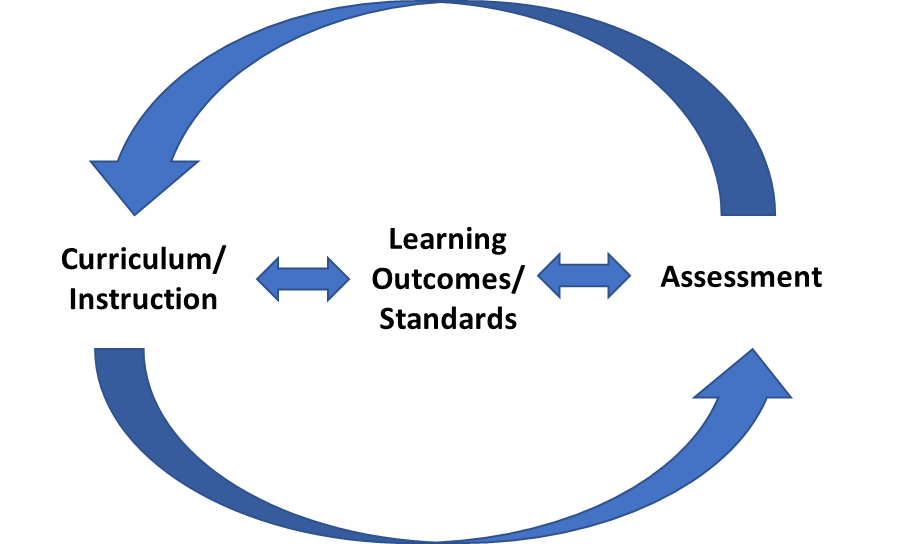 Curriculum/
Instruction
Learning
Outcomes/
Standards
Assessment